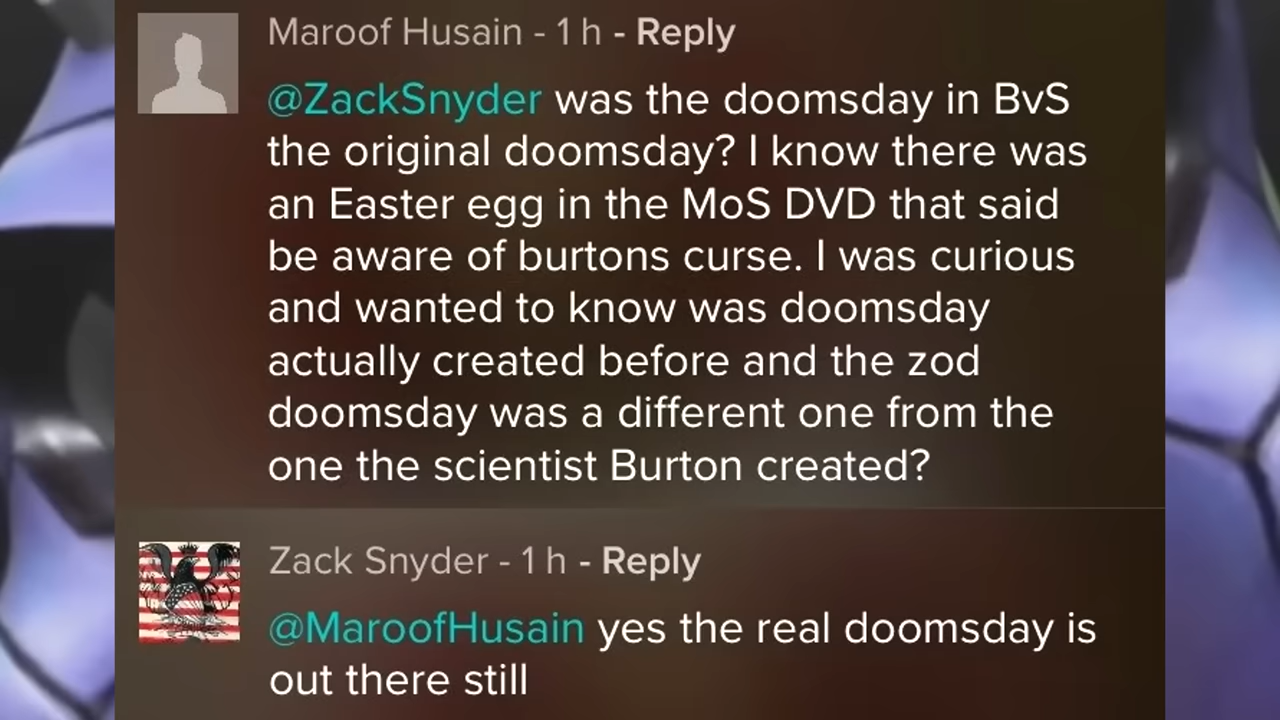 Maroof Husain - 1 h - Reply
@ZackSnyder was the doomsday in BvS
the original doomsday? I know there was
an Easter egg in the MoS DVD that said
be aware of burtons curse. I was curious
and wanted to know was doomsday
actually created before and the zod
doomsday was a different one from the
one the scientist Burton created?
Zack Snyder - 1 h - Reply
@MaroofHusain yes the real doomsday is
out there still